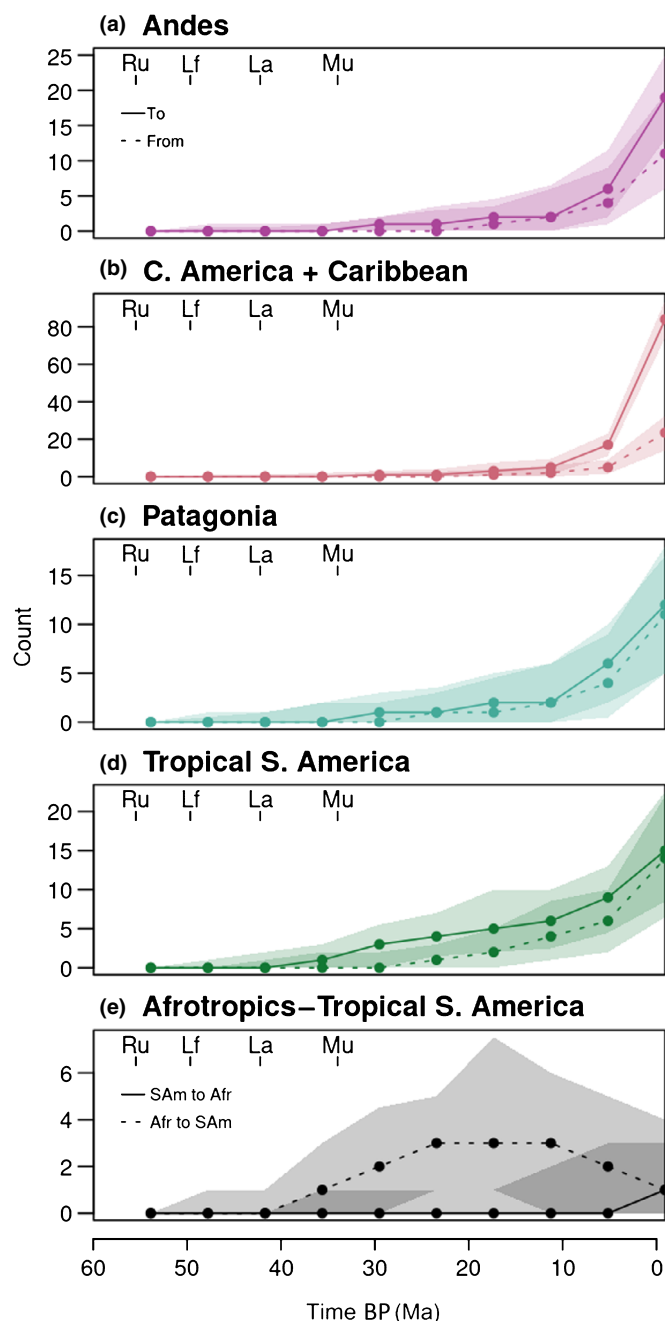 (a) Andes
25
20
15
10
5
0
Ru Lf La Mu
To
From
(b) C. America + Caribbean
80
60
40
20
0
Ru Lf La Mu
(c) Patagonia
15
10
5
0
Ru Lf La Mu
Count
(d) Tropical S. America
20
15
10
5
0
Ru Lf La Mu
(e) Afrotropics–Tropical S. America
6
4
2
0
Ru Lf La Mu
SAm to Afr
Afr to SAm
60 50 40 30 20 10 0
Time BP (Ma)